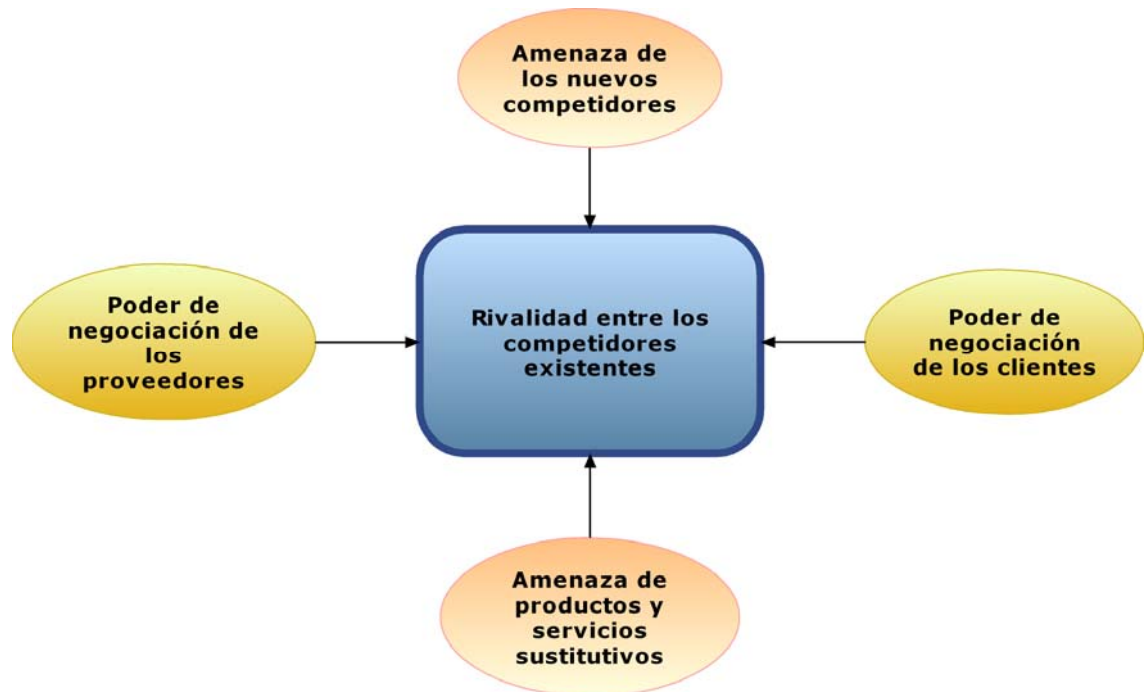 Amenaza de
los nuevos
competidores
Poder de
negociación de
los
proveedores
Rivalidad entre los
competidores
existentes
Poder de
negociación
de los clientes
Amenaza de
productos y
servicios
sustitutivos